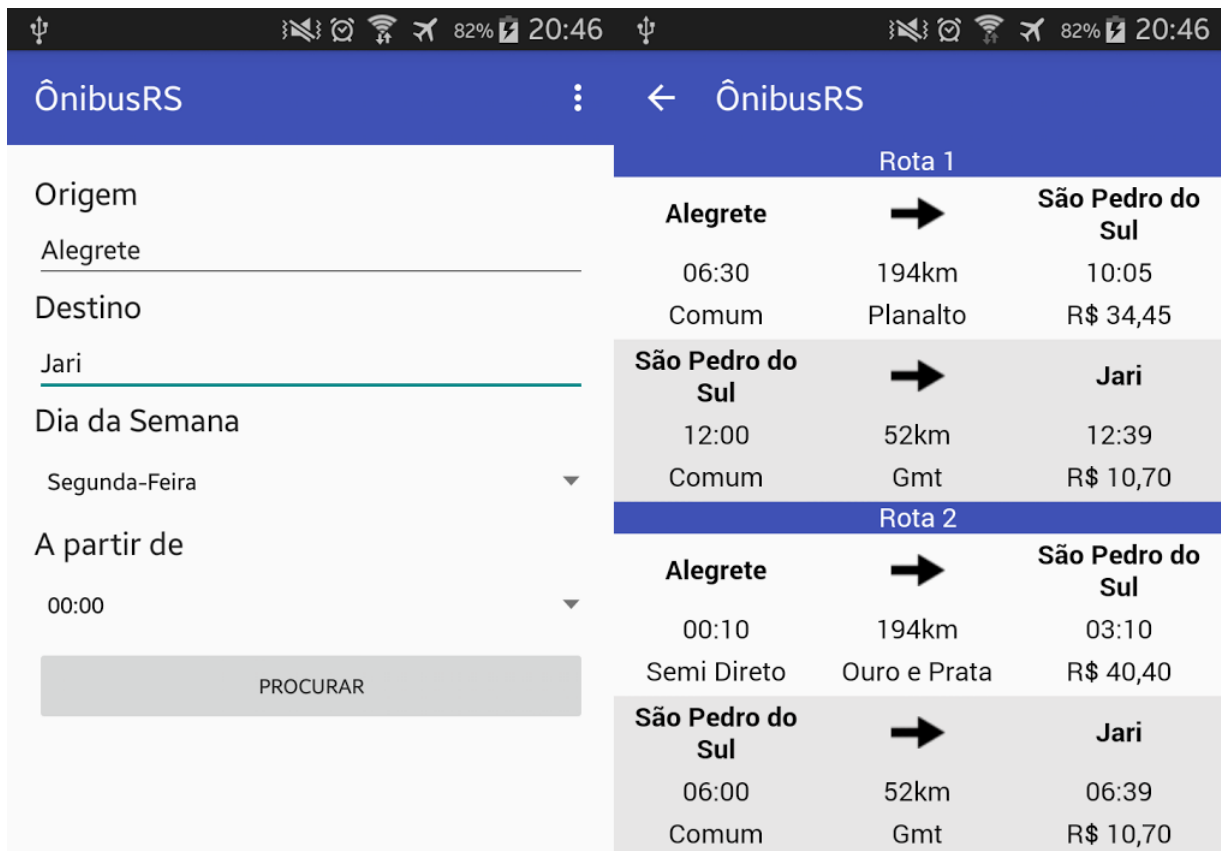 82% 20:46
ÔnibusRS
Origem
Alegrete
Destino
Jari
Dia da Semana
Segunda-Feira
A partir de
00:00
PROCURAR
82% 20:46
ÔnibusRS
Rota 1
Alegrete São Pedro do
Sul
06:30 194km 10:05
Comum Planalto R$ 34,45
São Pedro do
Sul Jari
12:00 52km 12:39
Comum Gmt R$ 10,70
Rota 2
Alegrete São Pedro do
Sul
00:10 194km 03:10
Semi Direto Ouro e Prata R$ 40,40
São Pedro do
Sul Jari
06:00 52km 06:39
Comum Gmt R$ 10,70